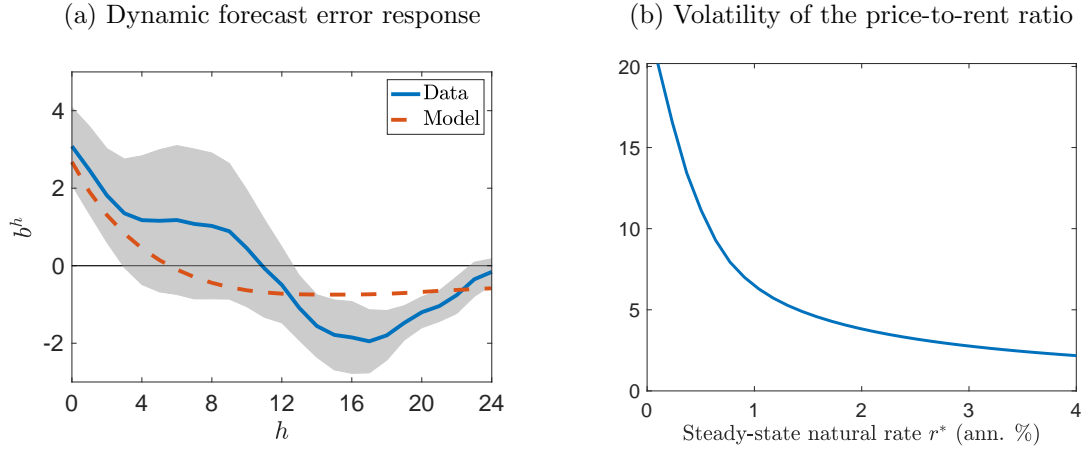 (a) Dynamic forecast error response
4
2
0
-2
b^h
0 4 8 12 16 20 24
h
Data
Model
(b) Volatility of the price-to-rent ratio
20
15
10
5
0
0 1 2 3 4
Steady-state natural rate r* (ann. %)